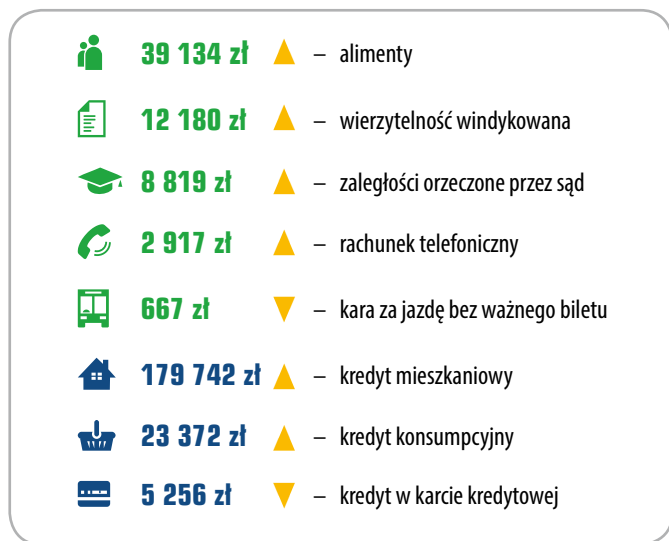 39 134 zł – alimenty
12 180 zł – wierzytelność windykowana
8 819 zł – zaległości orzeczone przez sąd
2 917 zł – rachunek telefoniczny
667 zł – kara za jazdę bez ważnego biletu
179 742 zł – kredyt mieszkaniowy
23 372 zł – kredyt konsumpcyjny
5 256 zł – kredyt w karcie kredytowej